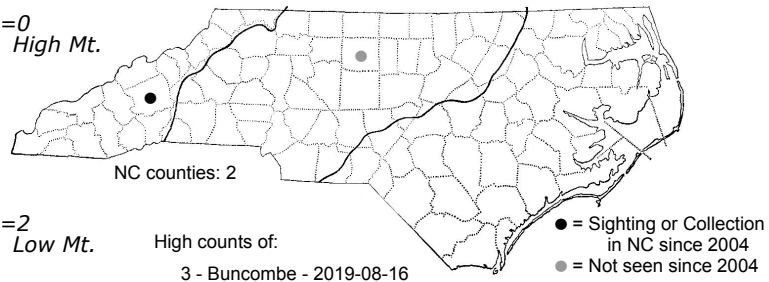 =0
High Mt.
NC counties: 2
=2
Low Mt.
High counts of:
3 - Buncombe - 2019-08-16
● = Sighting or Collection
in NC since 2004
● = Not seen since 2004